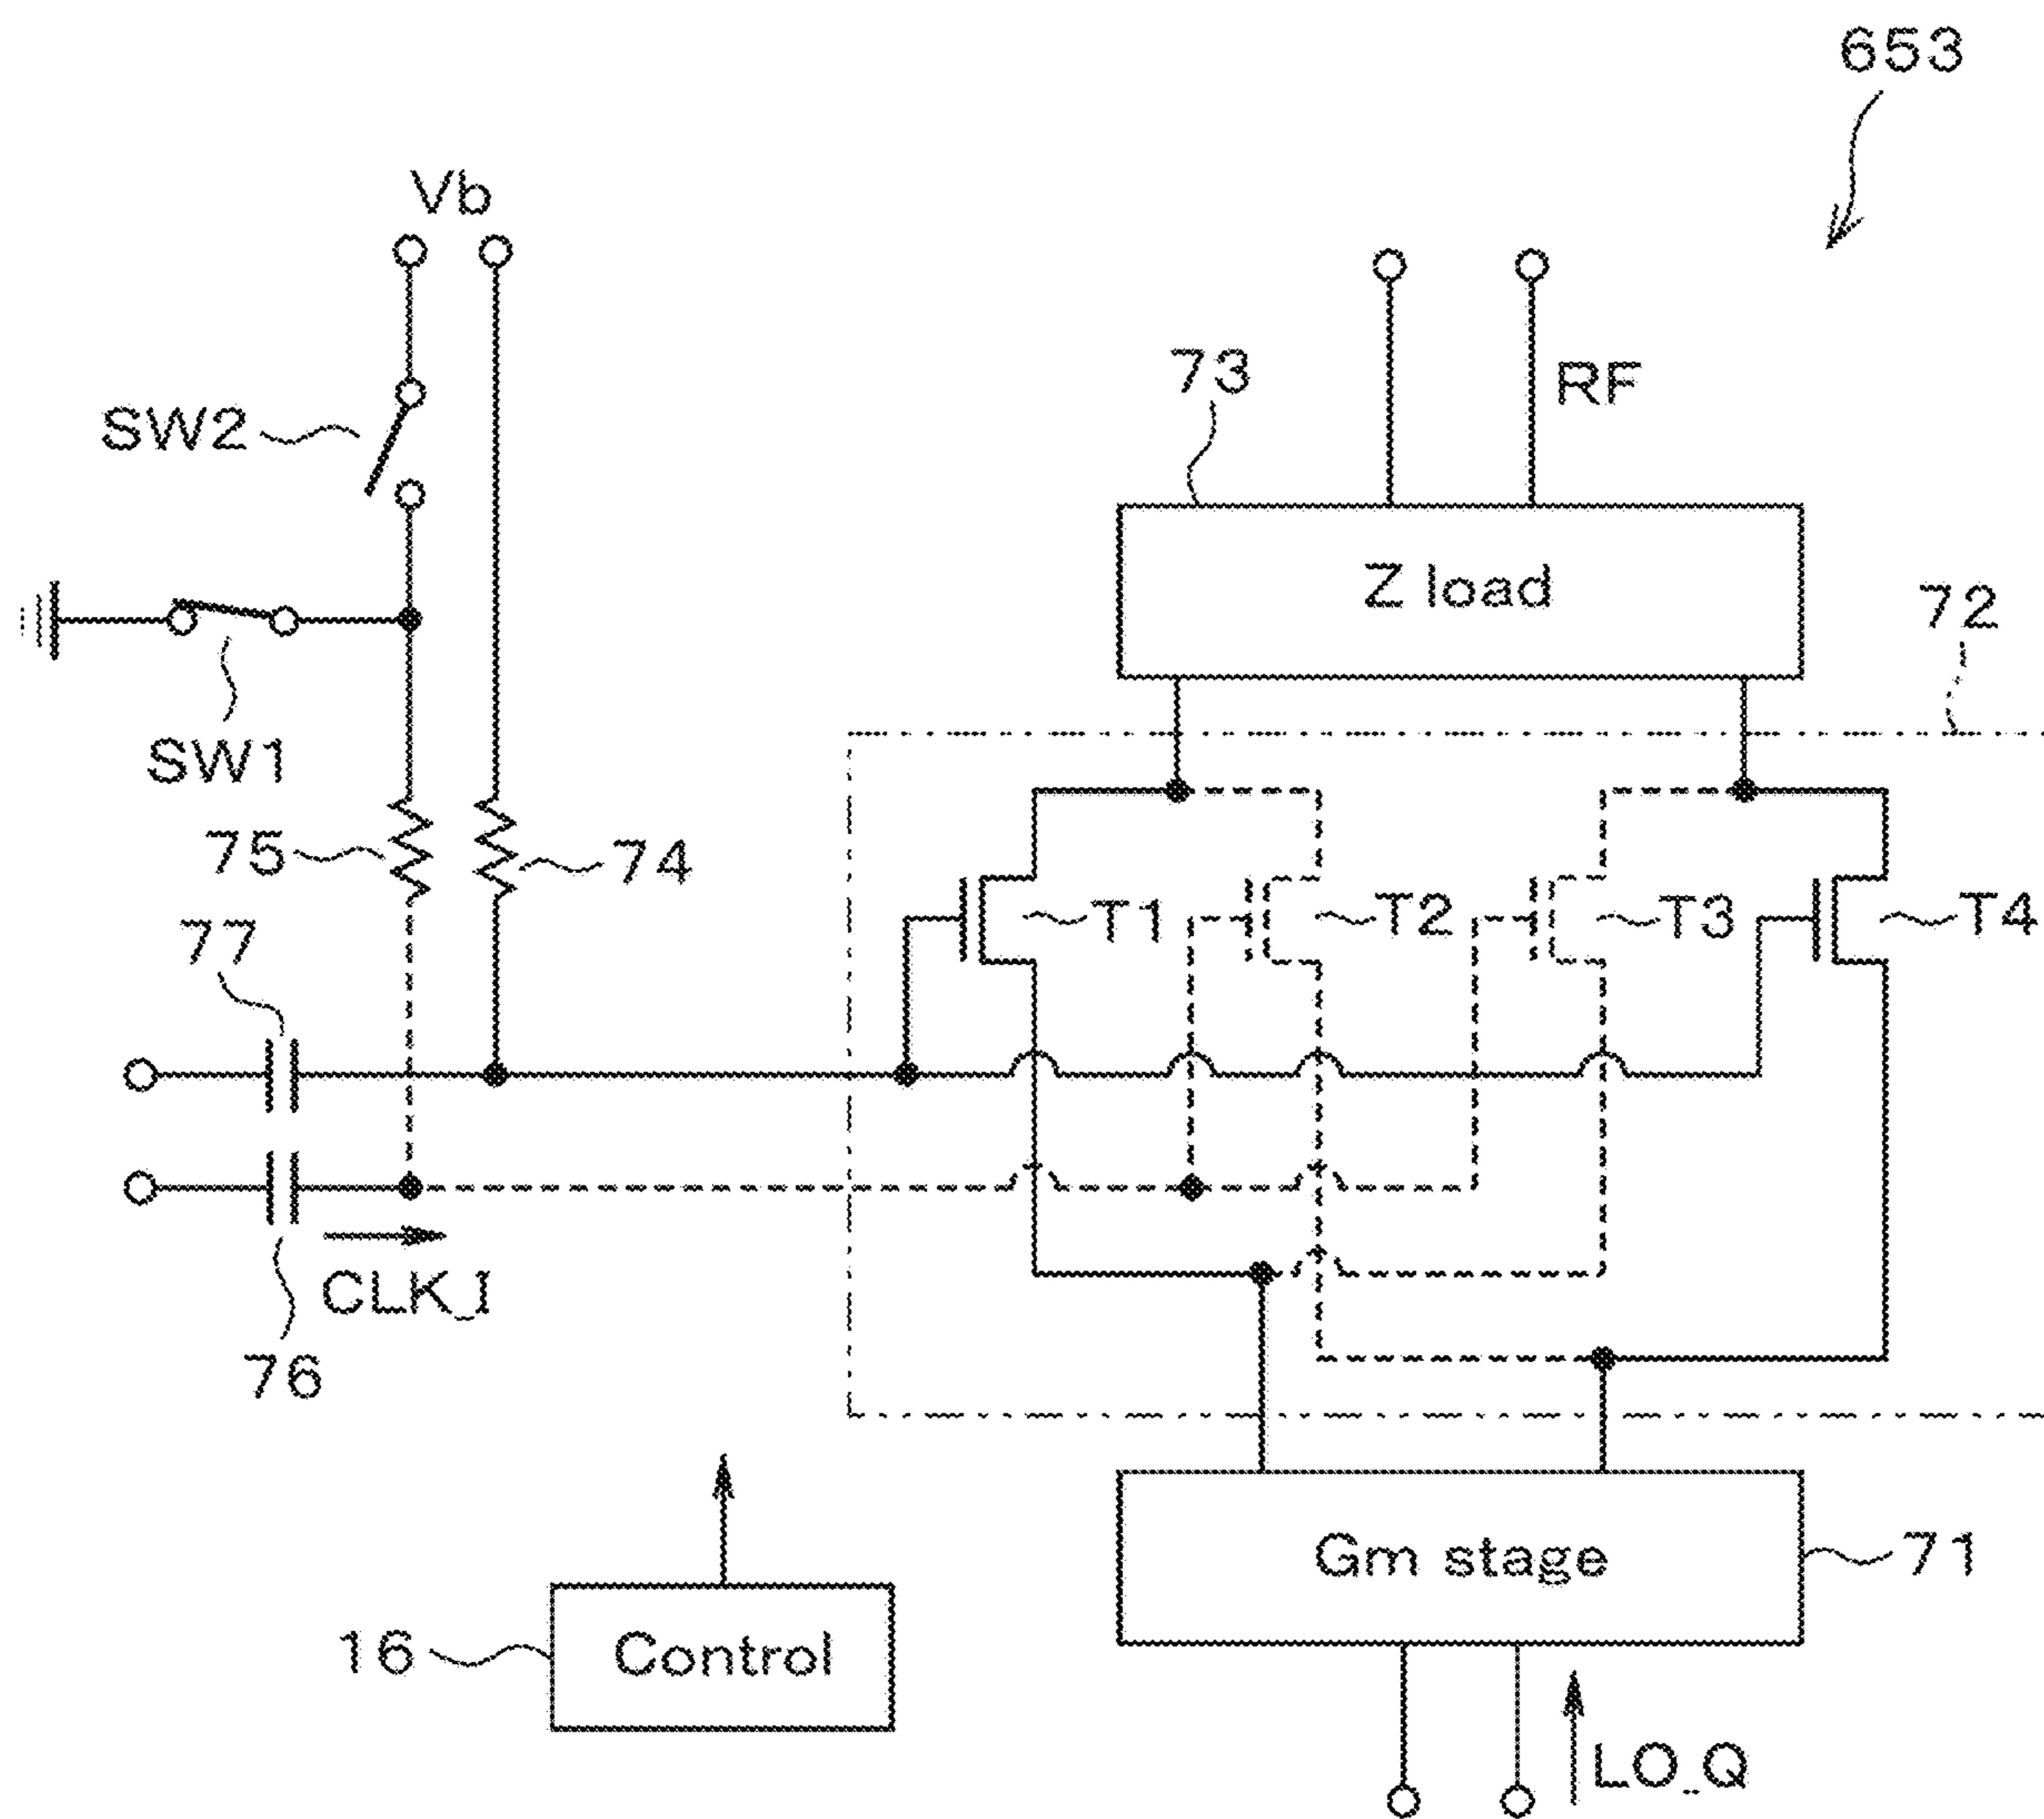 653
Vb
73
RF
SW2
Z load
72
SW1
75
74
T1
T2
T3
T4
77
CLK_I
76
Gm stage
71
16
Control
LO_Q